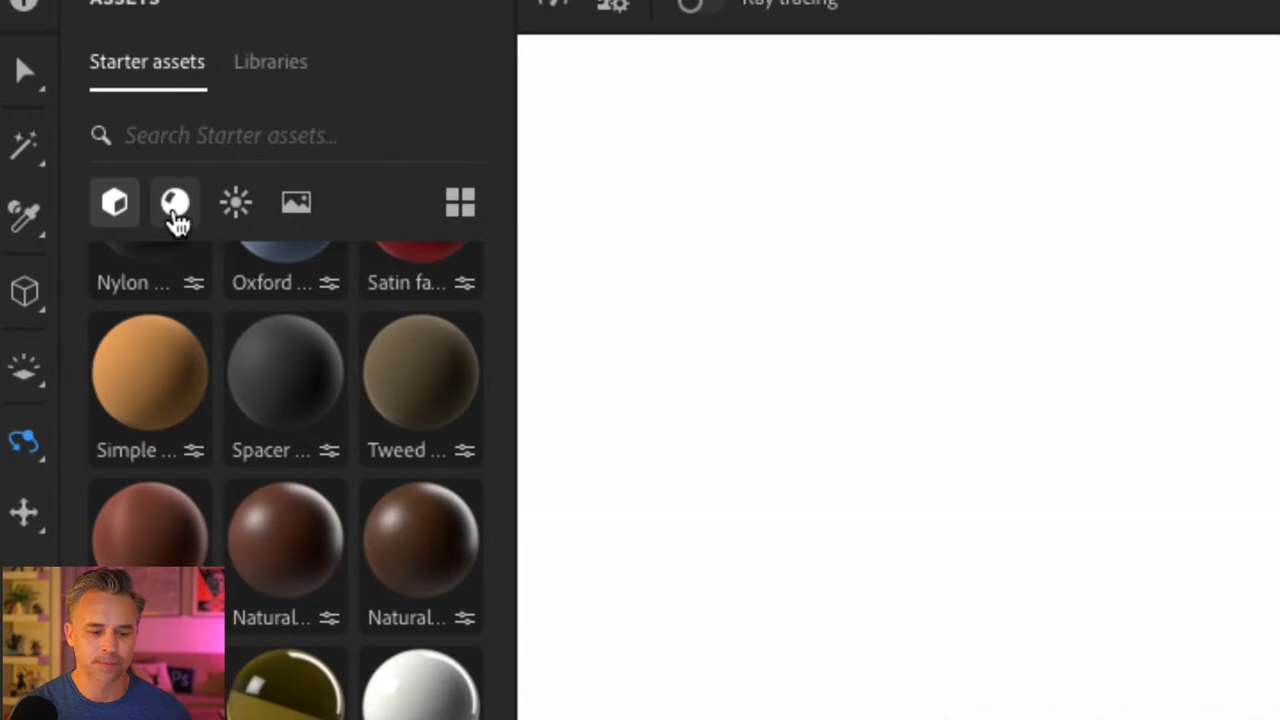 ASSETS
Ray tracing
Starter assets Libraries
Search Starter assets...
Nylon ... Oxford ... Satin fa...
Simple ... Spacer ... Tweed ...
Natural... Natural...